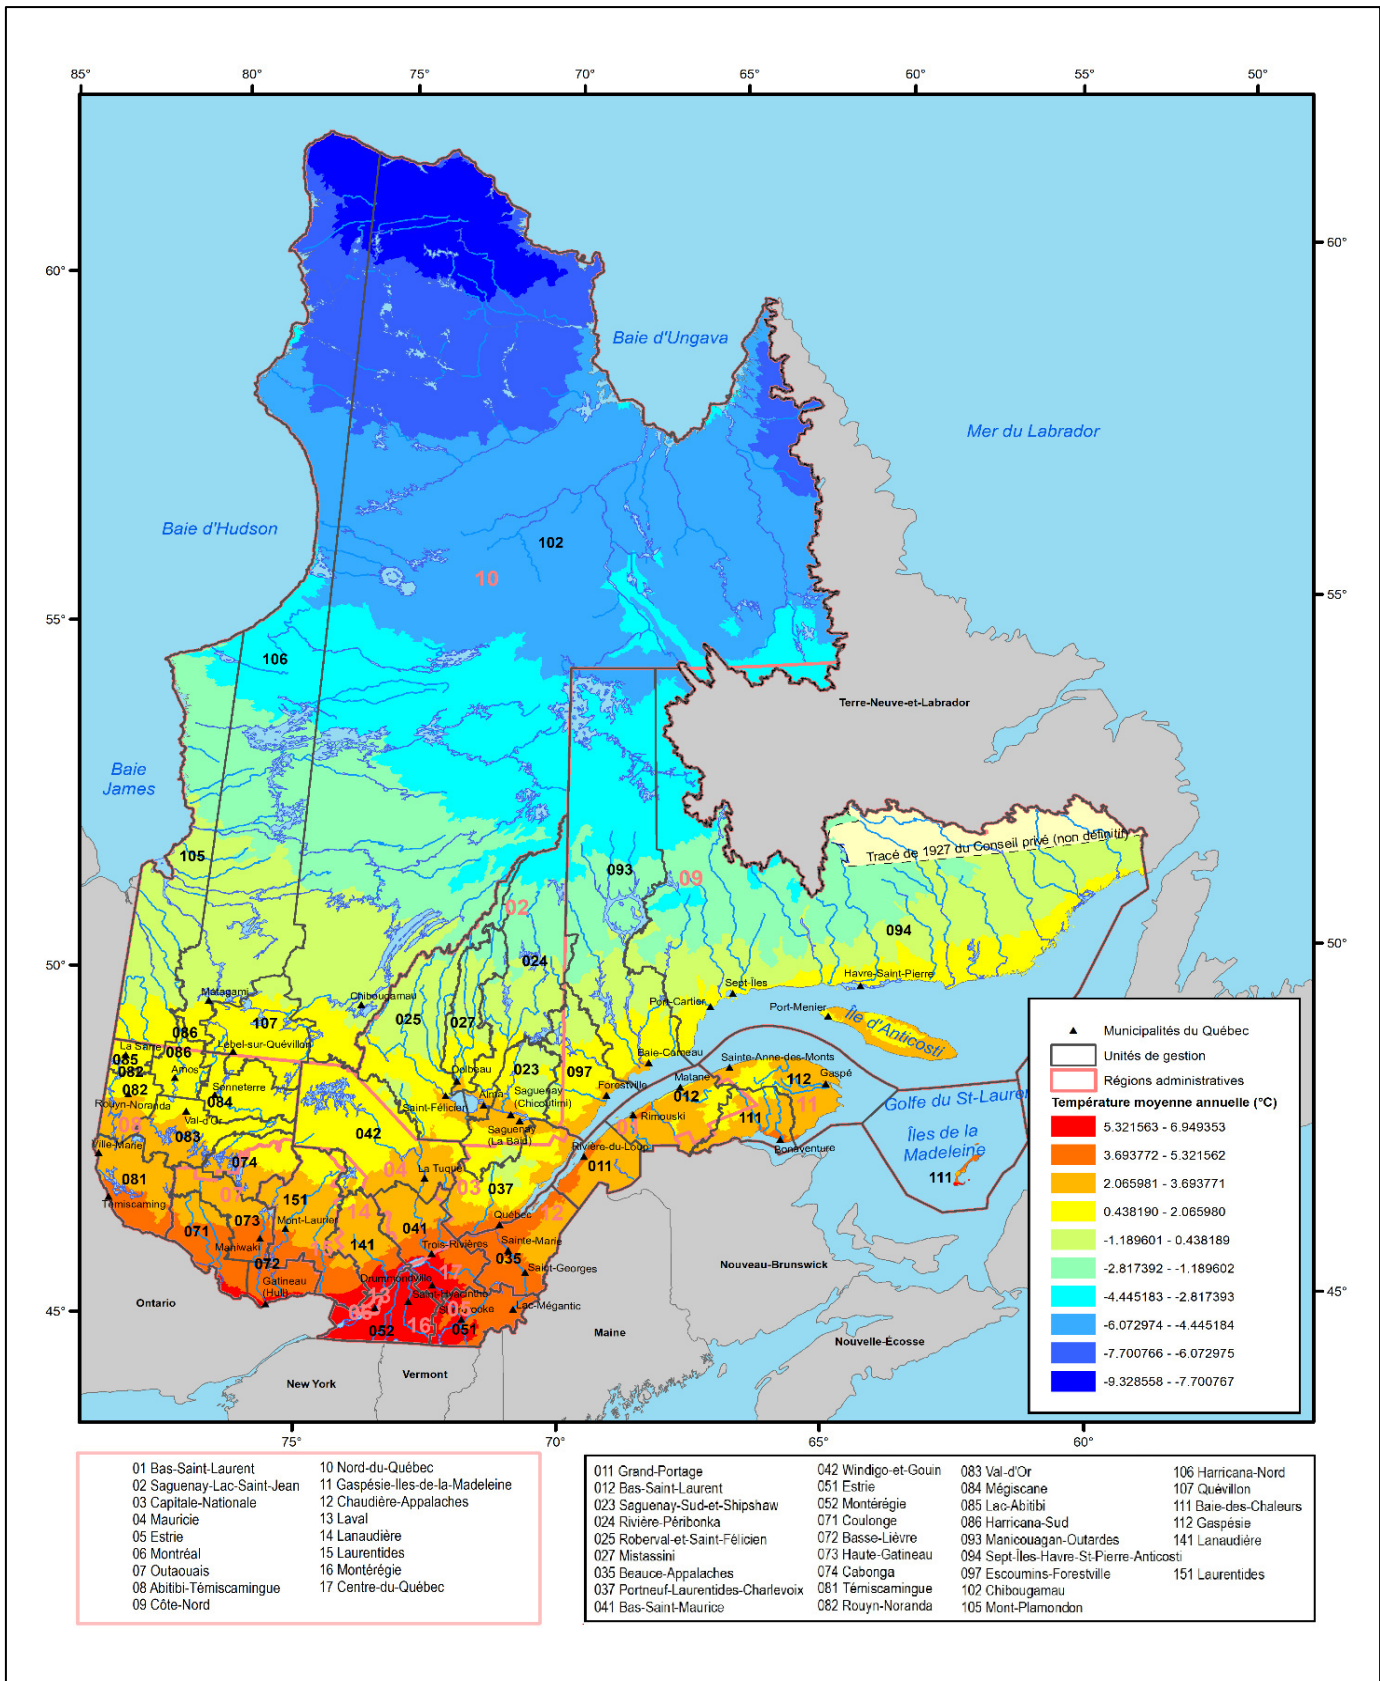 85° 80° 75° 70° 65° 60° 55° 50°
60° 60°
Baie d'Ungava
Mer du Labrador
Baie d'Hudson
102
10
55° 55°
106
Terre-Neuve-et-Labrador
Baie
James
Tracé de 1927 du Conseil privé (non définitif)
105
093
09
02
094
50° 50°
024
Havre-Saint-Pierre
Sept-Îles
Matagami
Chibougamau
Port-Cartier
Port-Menier
025
027
107
Île d'Anticosti
086
La Sarre
086
Lebel-sur-Quévillon
085
082
Baie-Comeau
Sainte-Anne-des-Monts
Amos
Dolbeau
023
097
Matane
112
Gaspé
082
Senneterre
084
Alma
Saguenay
(Chicoutimi)
Forestville
012
Rouyn-Noranda
Saint-Félicien
Golfe du St-Lauren
Val-d'Or
08
083
042
Saguenay
(La Baie)
01
Rimouski
111
11
Îles de la
Madeleine
Ville-Marie
Rivière-du-Loup
Bonaventure
074
04
La Tuque
011
081
07
151
03
037
111
Témiscaming
14
12
071
073
Mont-Laurier
041
Québec
Maniwaki
15
141
Trois-Rivières
Sainte-Marie
072
17
035
Gatineau
(Hull)
Drummondville
Saint-Georges
13
Saint-Hyacinthe
Nouveau-Brunswick
45° 45°
Ontario
06
05
Lac-Mégantic
052
16
051
Maine
Nouvelle-Écosse
Vermont
New York
75° 70° 65° 60°
Municipalités du Québec
Unités de gestion
Régions administratives
Température moyenne annuelle (°C)
5.321563 - 6.949353
3.693772 - 5.321562
2.065981 - 3.693771
0.438190 - 2.065980
-1.189601 - 0.438189
-2.817392 - -1.189602
-4.445183 - -2.817393
-6.072974 - -4.445184
-7.700766 - -6.072975
-9.328558 - -7.700767
01 Bas-Saint-Laurent
02 Saguenay-Lac-Saint-Jean
03 Capitale-Nationale
04 Mauricie
05 Estrie
06 Montréal
07 Outaouais
08 Abitibi-Témiscamingue
09 Côte-Nord
10 Nord-du-Québec
11 Gaspésie-Iles-de-la-Madeleine
12 Chaudière-Appalaches
13 Laval
14 Lanaudière
15 Laurentides
16 Montérégie
17 Centre-du-Québec
011 Grand-Portage
012 Bas-Saint-Laurent
023 Saguenay-Sud-et-Shipshaw
024 Rivière-Péribonka
025 Roberval-et-Saint-Félicien
027 Mistassini
035 Beauce-Appalaches
037 Portneuf-Laurentides-Charlevoix
041 Bas-Saint-Maurice
042 Windigo-et-Gouin
051 Estrie
052 Montérégie
071 Coulonge
072 Basse-Lièvre
073 Haute-Gatineau
074 Cabonga
081 Témiscamingue
082 Rouyn-Noranda
083 Val-d'Or
084 Mégiscane
085 Lac-Abitibi
086 Harricana-Sud
093 Manicouagan-Outardes
094 Sept-Îles-Havre-St-Pierre-Anticosti
097 Escoumins-Forestville
102 Chibougamau
105 Mont-Plamondon
106 Harricana-Nord
107 Quévillon
111 Baie-des-Chaleurs
112 Gaspésie
141 Lanaudière
151 Laurentides